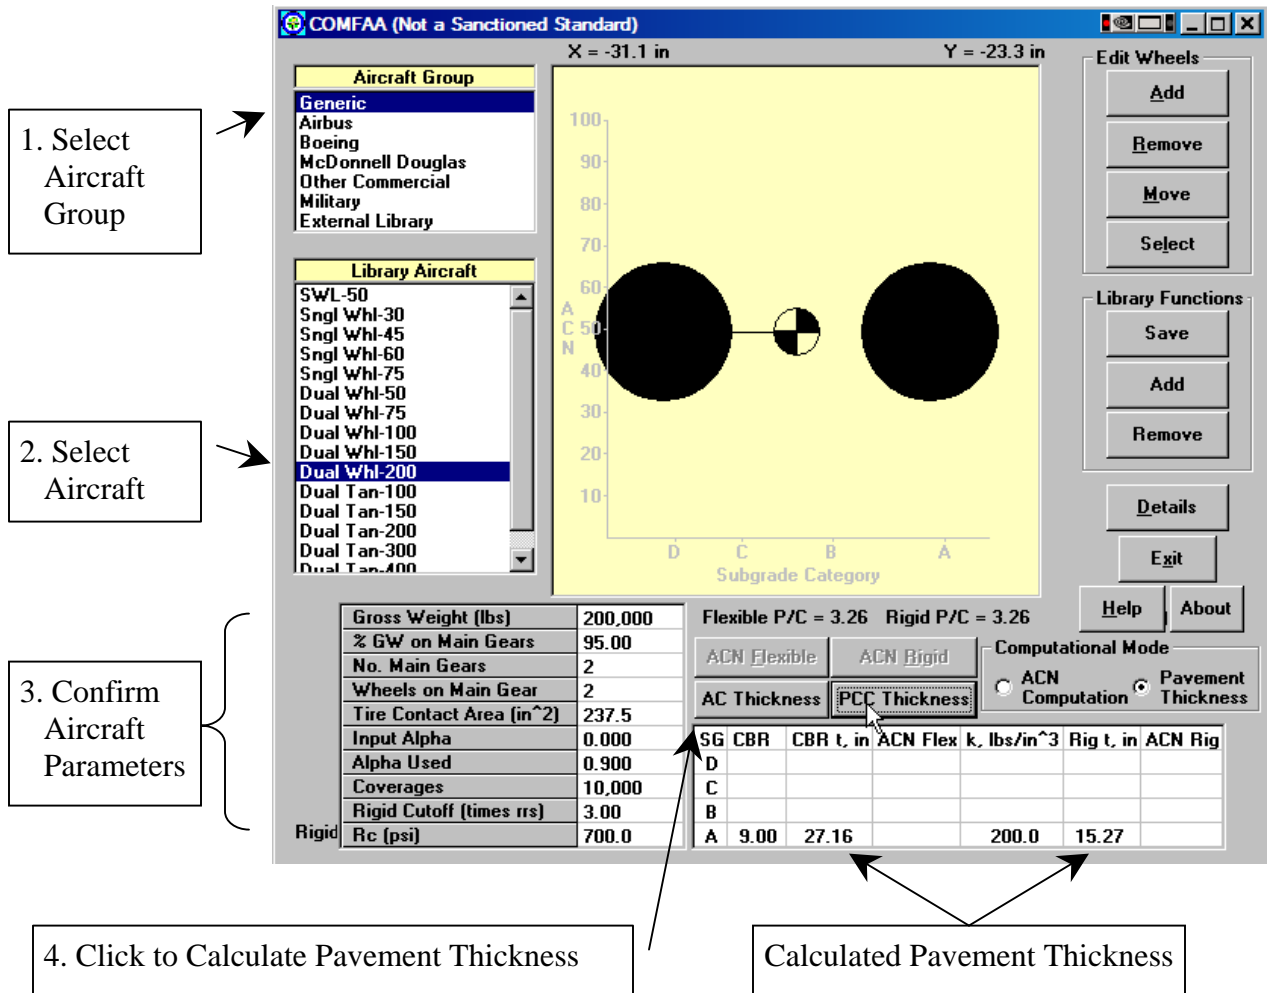 COMFAA (Not a Sanctioned Standard)
X = -31.1 in
Y = -23.3 in
Aircraft Group
Generic
Airbus
Boeing
McDonnell Douglas
Other Commercial
Military
External Library
1. Select
Aircraft
Group
Library Aircraft
SWL-50
Sngl Whl-30
Sngl Whl-45
Sngl Whl-60
Sngl Whl-75
Dual Whl-50
Dual Whl-75
Dual Whl-100
Dual Whl-150
Dual Whl-200
Dual Tan-100
Dual Tan-150
Dual Tan-200
Dual Tan-300
Dual Tan-400
2. Select
Aircraft
100
90
80
70
60
50
40
30
20
10
A
C
N
D C B A
Subgrade Category
Edit Wheels
Add
Remove
Move
Select
Library Functions
Save
Add
Remove
Details
Exit
Help
About
3. Confirm
Aircraft
Parameters
Gross Weight (lbs) 200,000
% GW on Main Gears 95.00
No. Main Gears 2
Wheels on Main Gear 2
Tire Contact Area (in^2) 237.5
Input Alpha 0.000
Alpha Used 0.900
Coverages 10,000
Rigid Cutoff (times rrs) 3.00
Rigid Rc (psi) 700.0
Flexible P/C = 3.26 Rigid P/C = 3.26
ACN Flexible
ACN Rigid
AC Thickness
PCC Thickness
Computational Mode
ACN
Computation
Pavement
Thickness
SG CBR CBR t, in ACN Flex k, lbs/in^3 Rig t, in ACN Rig
D
C
B
A 9.00 27.16 200.0 15.27
4. Click to Calculate Pavement Thickness
Calculated Pavement Thickness